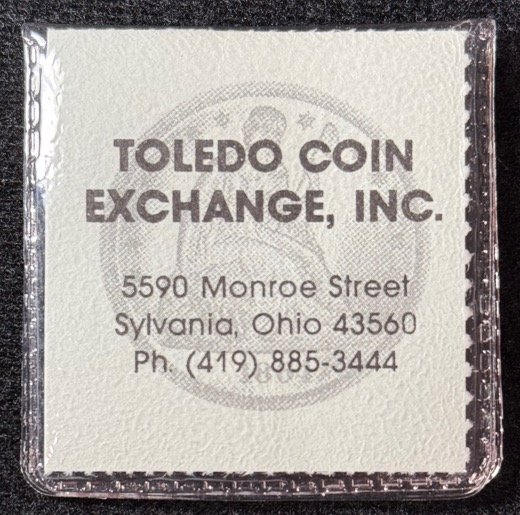 TOLEDO COIN
EXCHANGE, INC.
5590 Monroe Street
Sylvania, Ohio 43560
Ph. (419) 885-3444